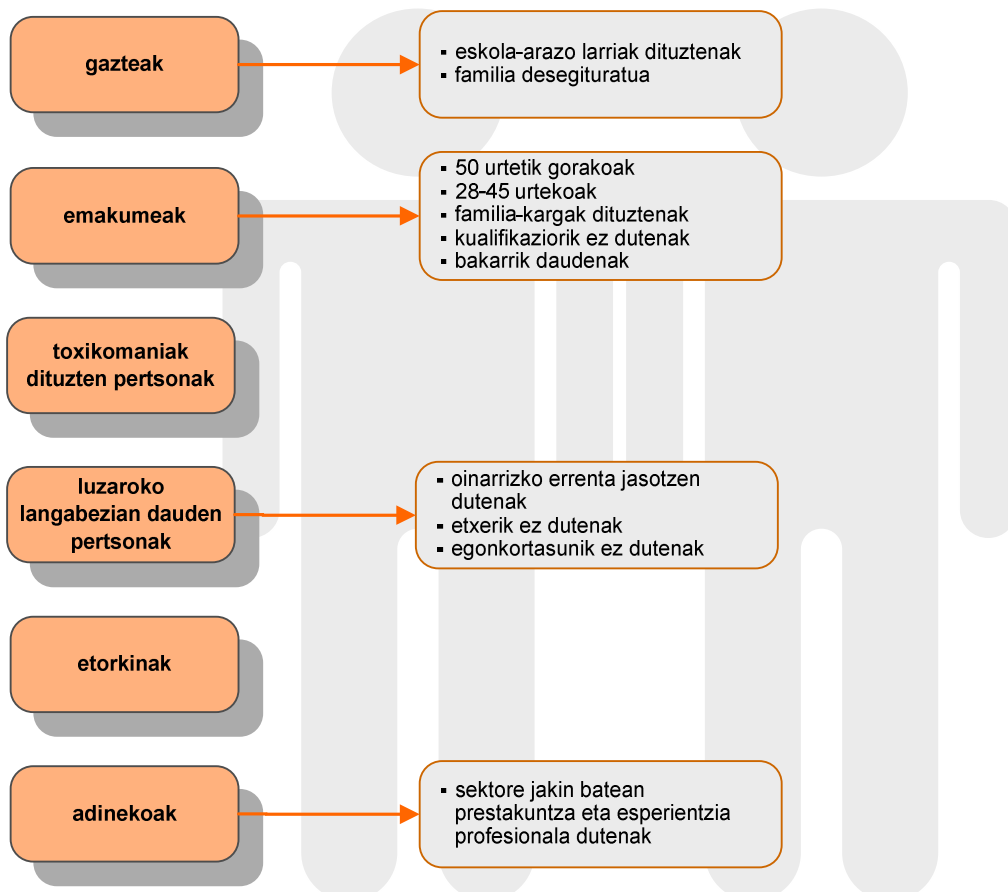 gazteak
▪ eskola-arazo larriak dituztenak
▪ familia desegituratua
emakumeak
▪ 50 urtetik gorakoak
▪ 28-45 urtekoak
▪ familia-kargak dituztenak
▪ kualifikaziorik ez dutenak
▪ bakarrik daudenak
toxikomaniak
dituzten pertsonak
luzaroko
langabezian dauden
pertsonak
▪ oinarrizko errenta jasotzen
dutenak
▪ etxerik ez dutenak
▪ egonkortasunik ez dutenak
etorkinak
adinekoak
▪ sektore jakin batean
prestakuntza eta esperientzia
profesionala dutenak